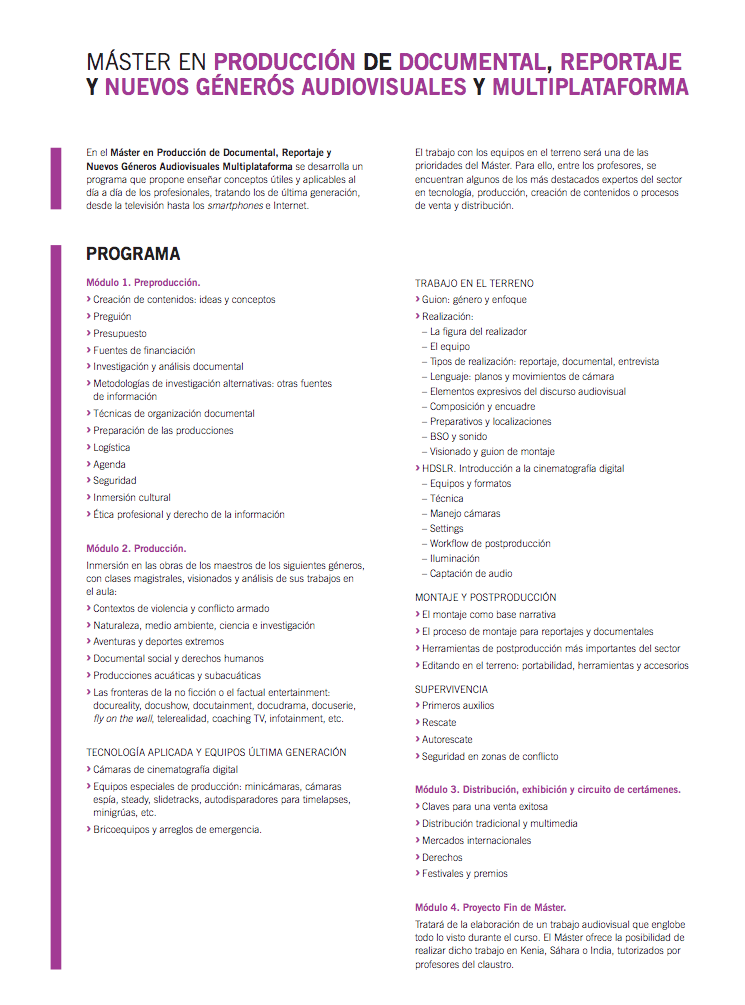 MÁSTER EN PRODUCCIÓN DE DOCUMENTAL, REPORTAJE
Y NUEVOS GÉNERÓS AUDIOVISUALES Y MULTIPLATAFORMA
En el Máster en Producción de Documental, Reportaje y
Nuevos Géneros Audiovisuales Multiplataforma se desarrolla un
programa que propone enseñar conceptos útiles y aplicables al
día a día de los profesionales, tratando los de última generación,
desde la televisión hasta los smartphones e Internet.
El trabajo con los equipos en el terreno será una de las
prioridades del Máster. Para ello, entre los profesores, se
encuentran algunos de los más destacados expertos del sector
en tecnología, producción, creación de contenidos o procesos
de venta y distribución.
PROGRAMA
Módulo 1. Preproducción.
› Creación de contenidos: ideas y conceptos
› Preguión
› Presupuesto
› Fuentes de financiación
› Investigación y análisis documental
› Metodologías de investigación alternativas: otras fuentes
de información
› Técnicas de organización documental
› Preparación de las producciones
› Logística
› Agenda
› Seguridad
› Inmersión cultural
› Ética profesional y derecho de la información
Módulo 2. Producción.
Inmersión en las obras de los maestros de los siguientes géneros,
con clases magistrales, visionados y análisis de sus trabajos en
el aula:
› Contextos de violencia y conflicto armado
› Naturaleza, medio ambiente, ciencia e investigación
› Aventuras y deportes extremos
› Documental social y derechos humanos
› Producciones acuáticas y subacuáticas
› Las fronteras de la no ficción o el factual entertainment:
docureality, docushow, docutainment, docudrama, docuserie,
fly on the wall, telerealidad, coaching TV, infotainment, etc.
TECNOLOGÍA APLICADA Y EQUIPOS ÚLTIMA GENERACIÓN
› Cámaras de cinematografía digital
› Equipos especiales de producción: minicámaras, cámaras
espía, steady, slidetracks, autodisparadores para timelapses,
minigrúas, etc.
› Bricoequipos y arreglos de emergencia.
TRABAJO EN EL TERRENO
› Guion: género y enfoque
› Realización:
– La figura del realizador
– El equipo
– Tipos de realización: reportaje, documental, entrevista
– Lenguaje: planos y movimientos de cámara
– Elementos expresivos del discurso audiovisual
– Composición y encuadre
– Preparativos y localizaciones
– BSO y sonido
– Visionado y guion de montaje
› HDSLR. Introducción a la cinematografía digital
– Equipos y formatos
– Técnica
– Manejo cámaras
– Settings
– Workflow de postproducción
– Iluminación
– Captación de audio
MONTAJE Y POSTPRODUCCIÓN
› El montaje como base narrativa
› El proceso de montaje para reportajes y documentales
› Herramientas de postproducción más importantes del sector
› Editando en el terreno: portabilidad, herramientas y accesorios
SUPERVIVENCIA
› Primeros auxilios
› Rescate
› Autorescate
› Seguridad en zonas de conflicto
Módulo 3. Distribución, exhibición y circuito de certámenes.
› Claves para una venta exitosa
› Distribución tradicional y multimedia
› Mercados internacionales
› Derechos
› Festivales y premios
Módulo 4. Proyecto Fin de Máster.
Tratará de la elaboración de un trabajo audiovisual que englobe
todo lo visto durante el curso. El Máster ofrece la posibilidad de
realizar dicho trabajo en Kenia, Sáhara o India, tutorizados por
profesores del claustro.